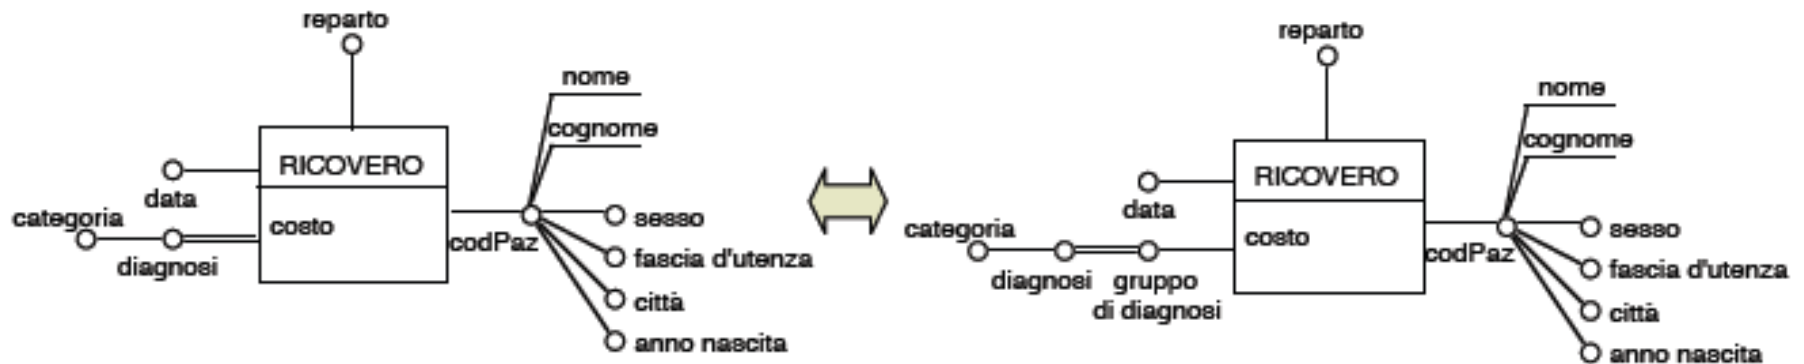 reparto
nome
cognome
RICOVERO
data
categoria
costo
diagnosi
codPaz
sesso
fascia d'utenza
città
anno nascita
reparto
nome
cognome
RICOVERO
data
categoria
costo
diagnosi
gruppo
di diagnosi
codPaz
sesso
fascia d'utenza
città
anno nascita